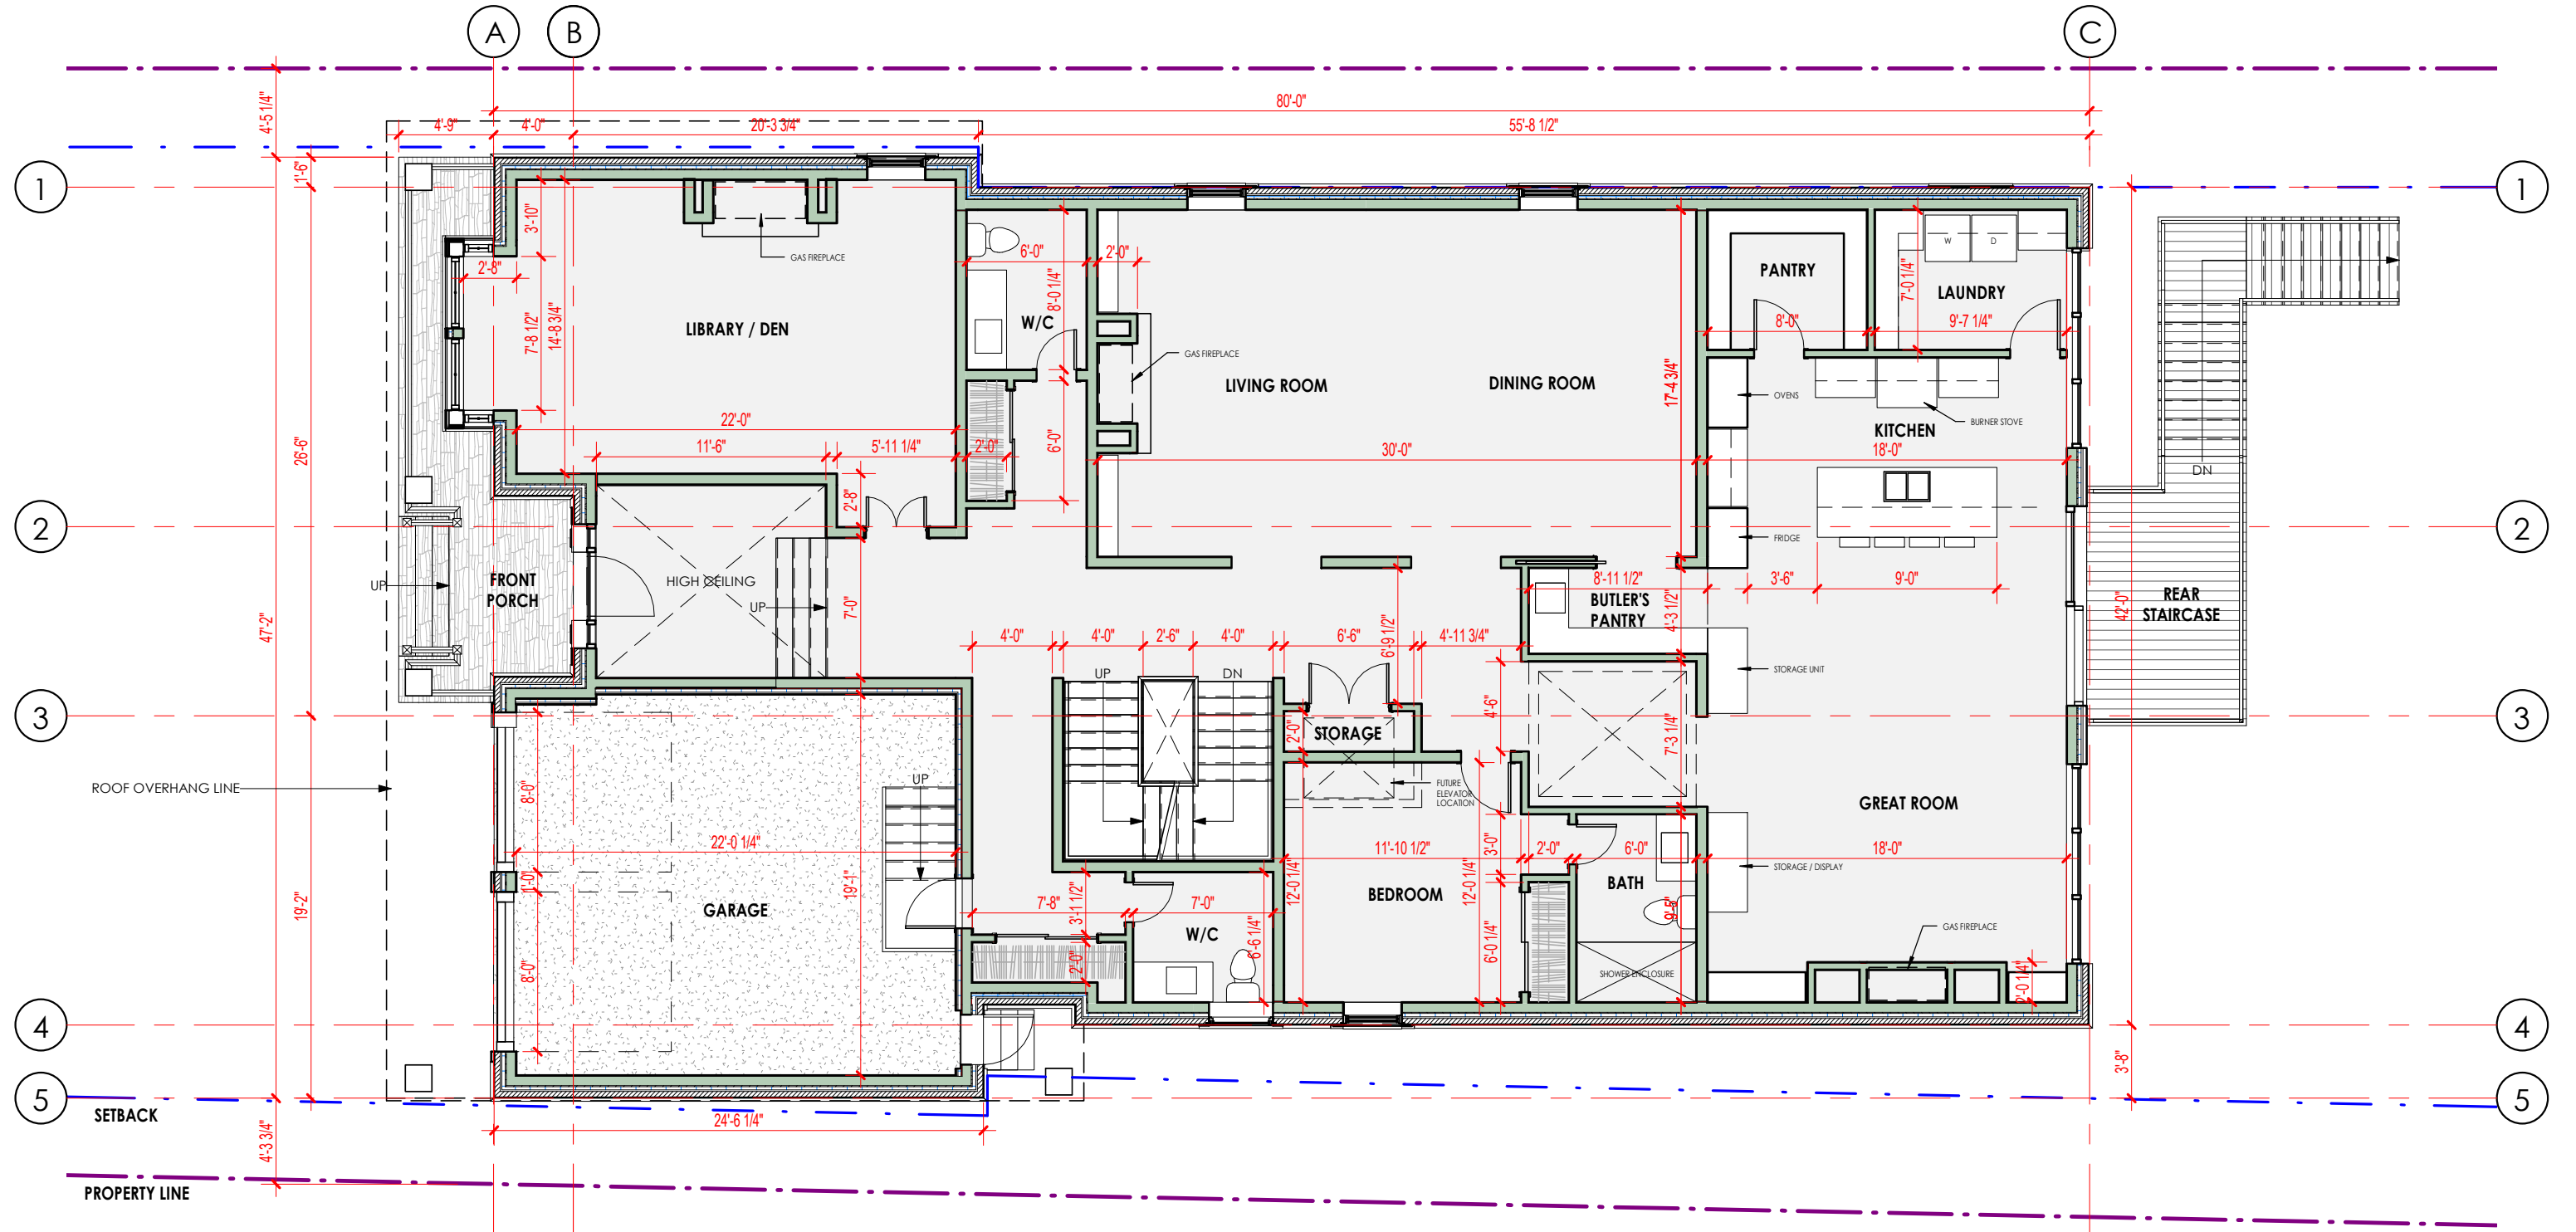 A
B
C
80'-0"
4'-5 1/4"
4'-9"
4'-0"
20'-3 3/4"
55'-8 1/2"
1
1'-6"
1
3'-10"
2'-8"
GAS FIREPLACE
6'-0"
2'-0"
8'-0 1/4"
W
D
PANTRY
7'-0 1/4"
LAUNDRY
7'-8 1/2"
14'-8 3/4"
LIBRARY / DEN
W/C
8'-0"
9'-7 1/4"
GAS FIREPLACE
LIVING ROOM
DINING ROOM
17'-4 3/4"
OVENS
BURNER STOVE
KITCHEN
22'-0"
11'-6"
5'-11 1/4"
2'-0"
6'-0"
30'-0"
18'-0"
26'-6"
DN
2'-8"
2
2
FRIDGE
UP
FRONT
PORCH
HIGH CEILING
UP
7'-0"
8'-11 1/2"
3'-6"
9'-0"
BUTLER'S
PANTRY
4'-3 1/2"
REAR
STAIRCASE
42'-0"
47'-2"
4'-0"
4'-0"
2'-6"
4'-0"
6'-6"
6'-9 1/2"
4'-11 3/4"
UP
DN
STORAGE UNIT
3
3
4'-6"
2'-0"
STORAGE
7'-3 1/4"
ROOF OVERHANG LINE
8'-0"
UP
FUTURE
ELEVATOR
LOCATION
GREAT ROOM
22'-0 1/4"
11'-10 1/2"
3'-0"
2'-0"
6'-0"
18'-0"
STORAGE / DISPLAY
1'-0"
19'-1"
12'-0 1/4"
12'-0 1/4"
BATH
BEDROOM
19'-2"
GARAGE
7'-8"
3'-1 1/2"
7'-0"
9'-5"
W/C
6'-6 1/4"
6'-0 1/4"
GAS FIREPLACE
8'-0"
2'-0"
SHOWER ENCLOSURE
2'-0 1/4"
4
4
3'-8"
5
5
SETBACK
24'-6 1/4"
4'-3 3/4"
PROPERTY LINE